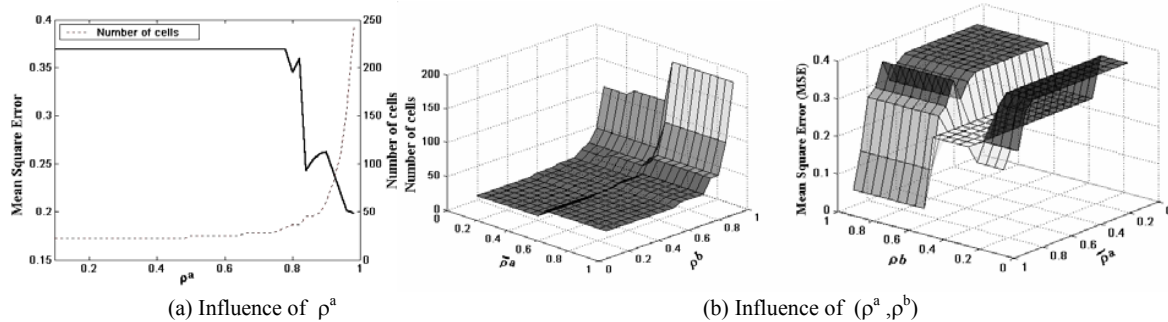 0.4
0.35
0.3
0.25
0.2
0.15
Mean Square Error
Number of cells
250
200
150
100
50
0
Number of cells
0.2 0.4 0.6 0.8 1
ρa
(a) Influence of ρa
200
150
100
50
0
Number of cells
0 0.2 0.4 0.6 0.8 1
ρ̄a
0 0.2 0.4 0.6 0.8 1
ρb
0.4
0.3
0.2
0.1
0
Mean Square Error (MSE)
1 0.8 0.6 0.4 0.2 0
ρb
1 0.8 0.6 0.4 0.2 0
ρ̄a
(b) Influence of (ρa ,ρb)